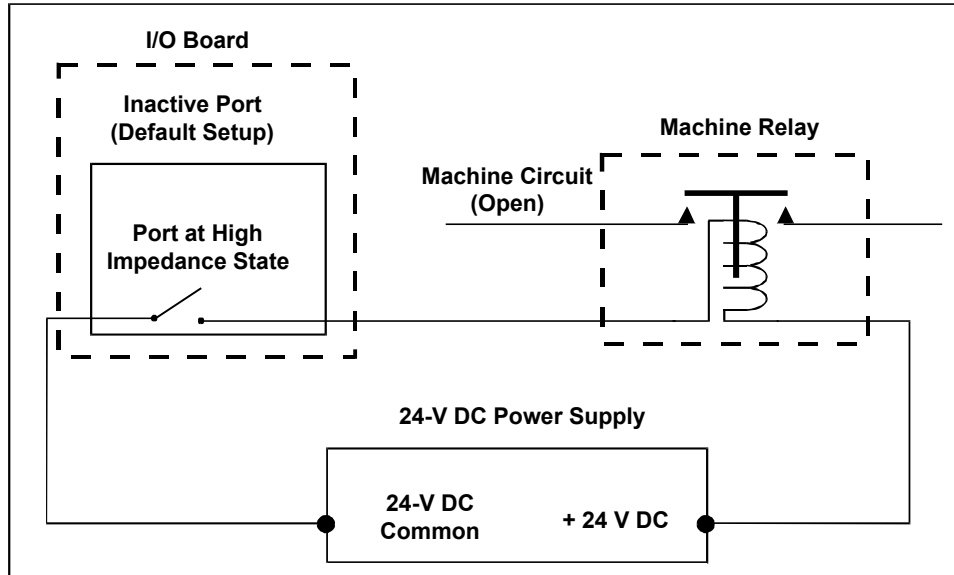 I/O Board
Inactive Port
(Default Setup)
Port at High
Impedance State
Machine Relay
Machine Circuit
(Open)
24-V DC Power Supply
24-V DC
Common
+ 24 V DC